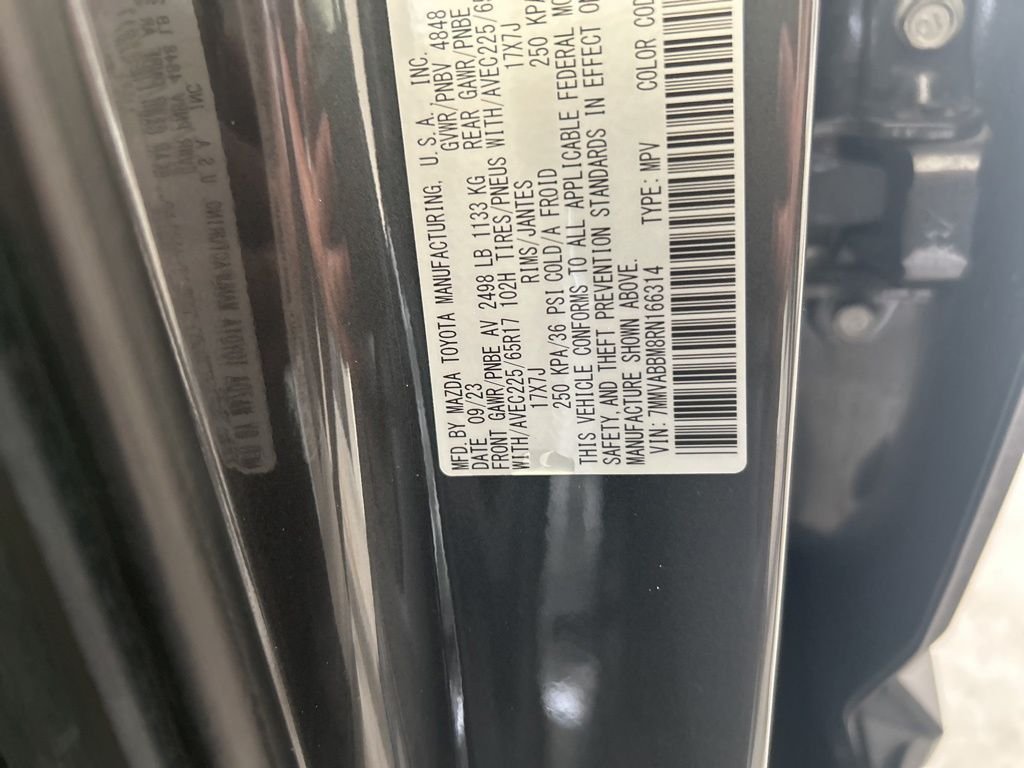 MFD.BY MAZDA TOYOTA MANUFACTURING, U.S.A., INC.
DATE 09/23 GVWR/PNBV 4848
FRONT GAWR/PNBE AV 2498 LB 1133 KG REAR GAWR/PNBE
WITH/AVEC225/65R17 102H TIRES/PNEUS WITH/AVEC225/65
17X7J RIMS/JANTES 17X7J
250 KPA/36 PSI COLD/A FROID 250 KPA
THIS VEHICLE CONFORMS TO ALL APPLICABLE FEDERAL MO
SAFETY AND THEFT PREVENTION STANDARDS IN EFFECT ON
MANUFACTURE SHOWN ABOVE.
VIN: 7MMVABBM8RN166314 TYPE: MPV COLOR COD